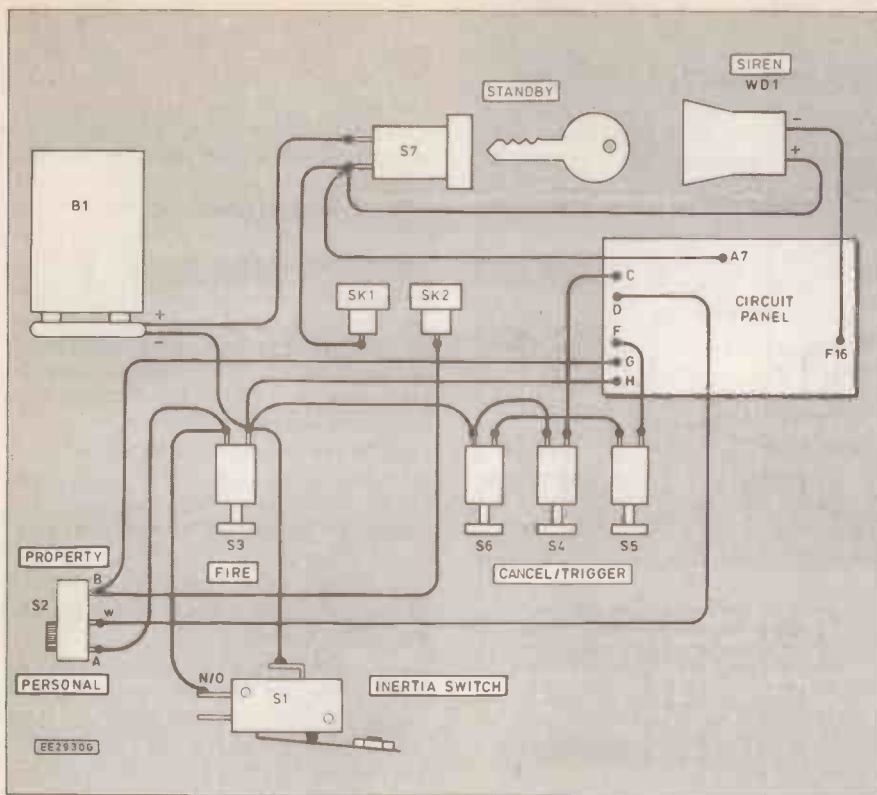 SIREN
WD1
STANDBY
-
+
S7
B1
A7
C
SK1
SK2
D
CIRCUIT
PANEL
+
-
F
F16
G
H
S3
S6
S4
S5
PROPERTY
FIRE
CANCEL/TRIGGER
B
S2
W
A
PERSONAL
N/O
S1
INERTIA SWITCH
EE2930G